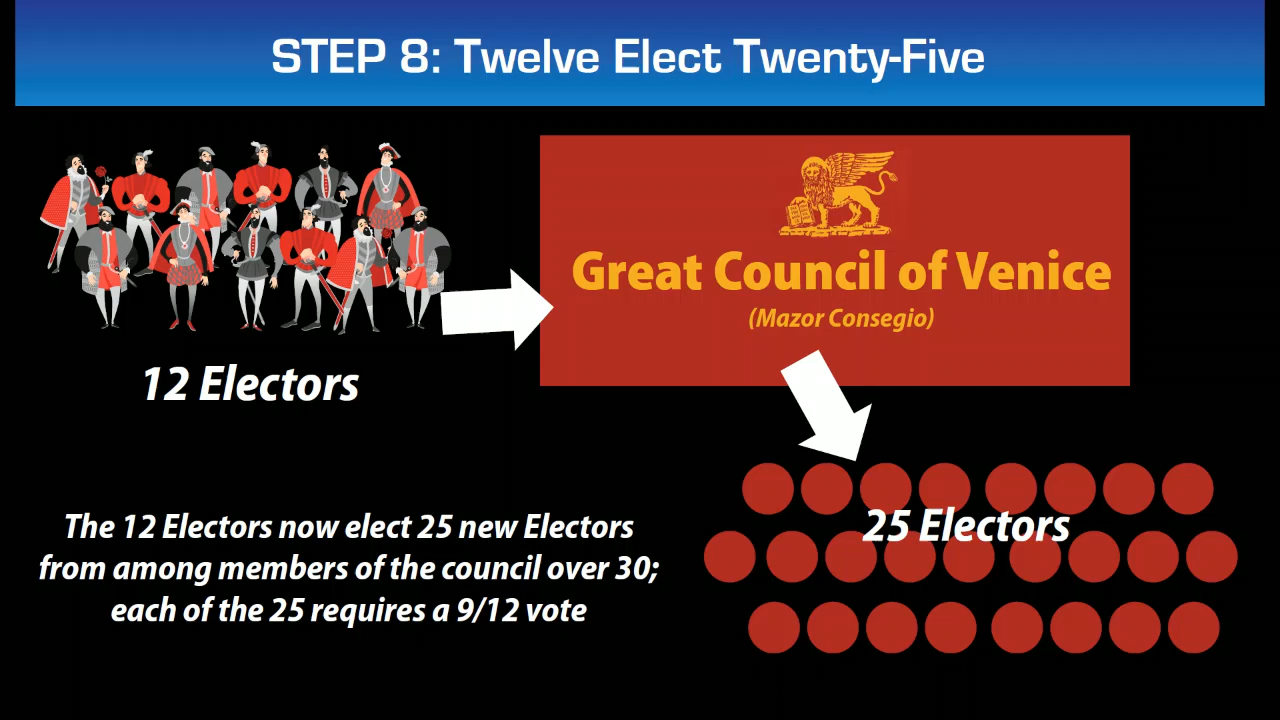 STEP 8: Twelve Elect Twenty-Five
Great Council of Venice
(Mazor Consegio)
12 Electors
25 Electors
The 12 Electors now elect 25 new Electors
from among members of the council over 30;
each of the 25 requires a 9/12 vote